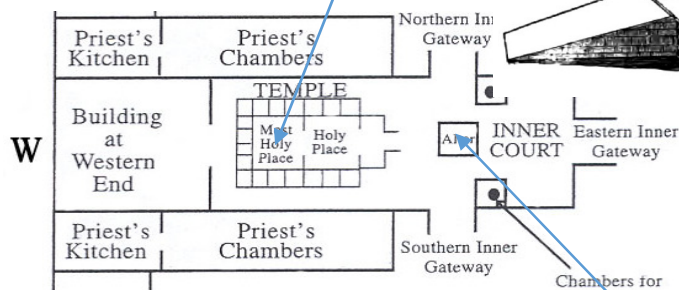 Northern Inn
Gateway
Priest's
Kitchen
Priest's
Chambers
TEMPLE
Building
at
Western
End
W
Most
Holy
Place
Holy
Place
Altar
INNER
COURT
Eastern Inner
Gateway
Priest's
Kitchen
Priest's
Chambers
Southern Inner
Gateway
Chambers for